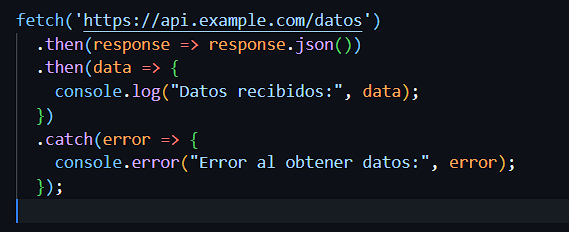 fetch('https://api.example.com/datos')
  .then(response => response.json())
  .then(data => {
    console.log("Datos recibidos:", data);
  })
  .catch(error => {
    console.error("Error al obtener datos:", error);
  });